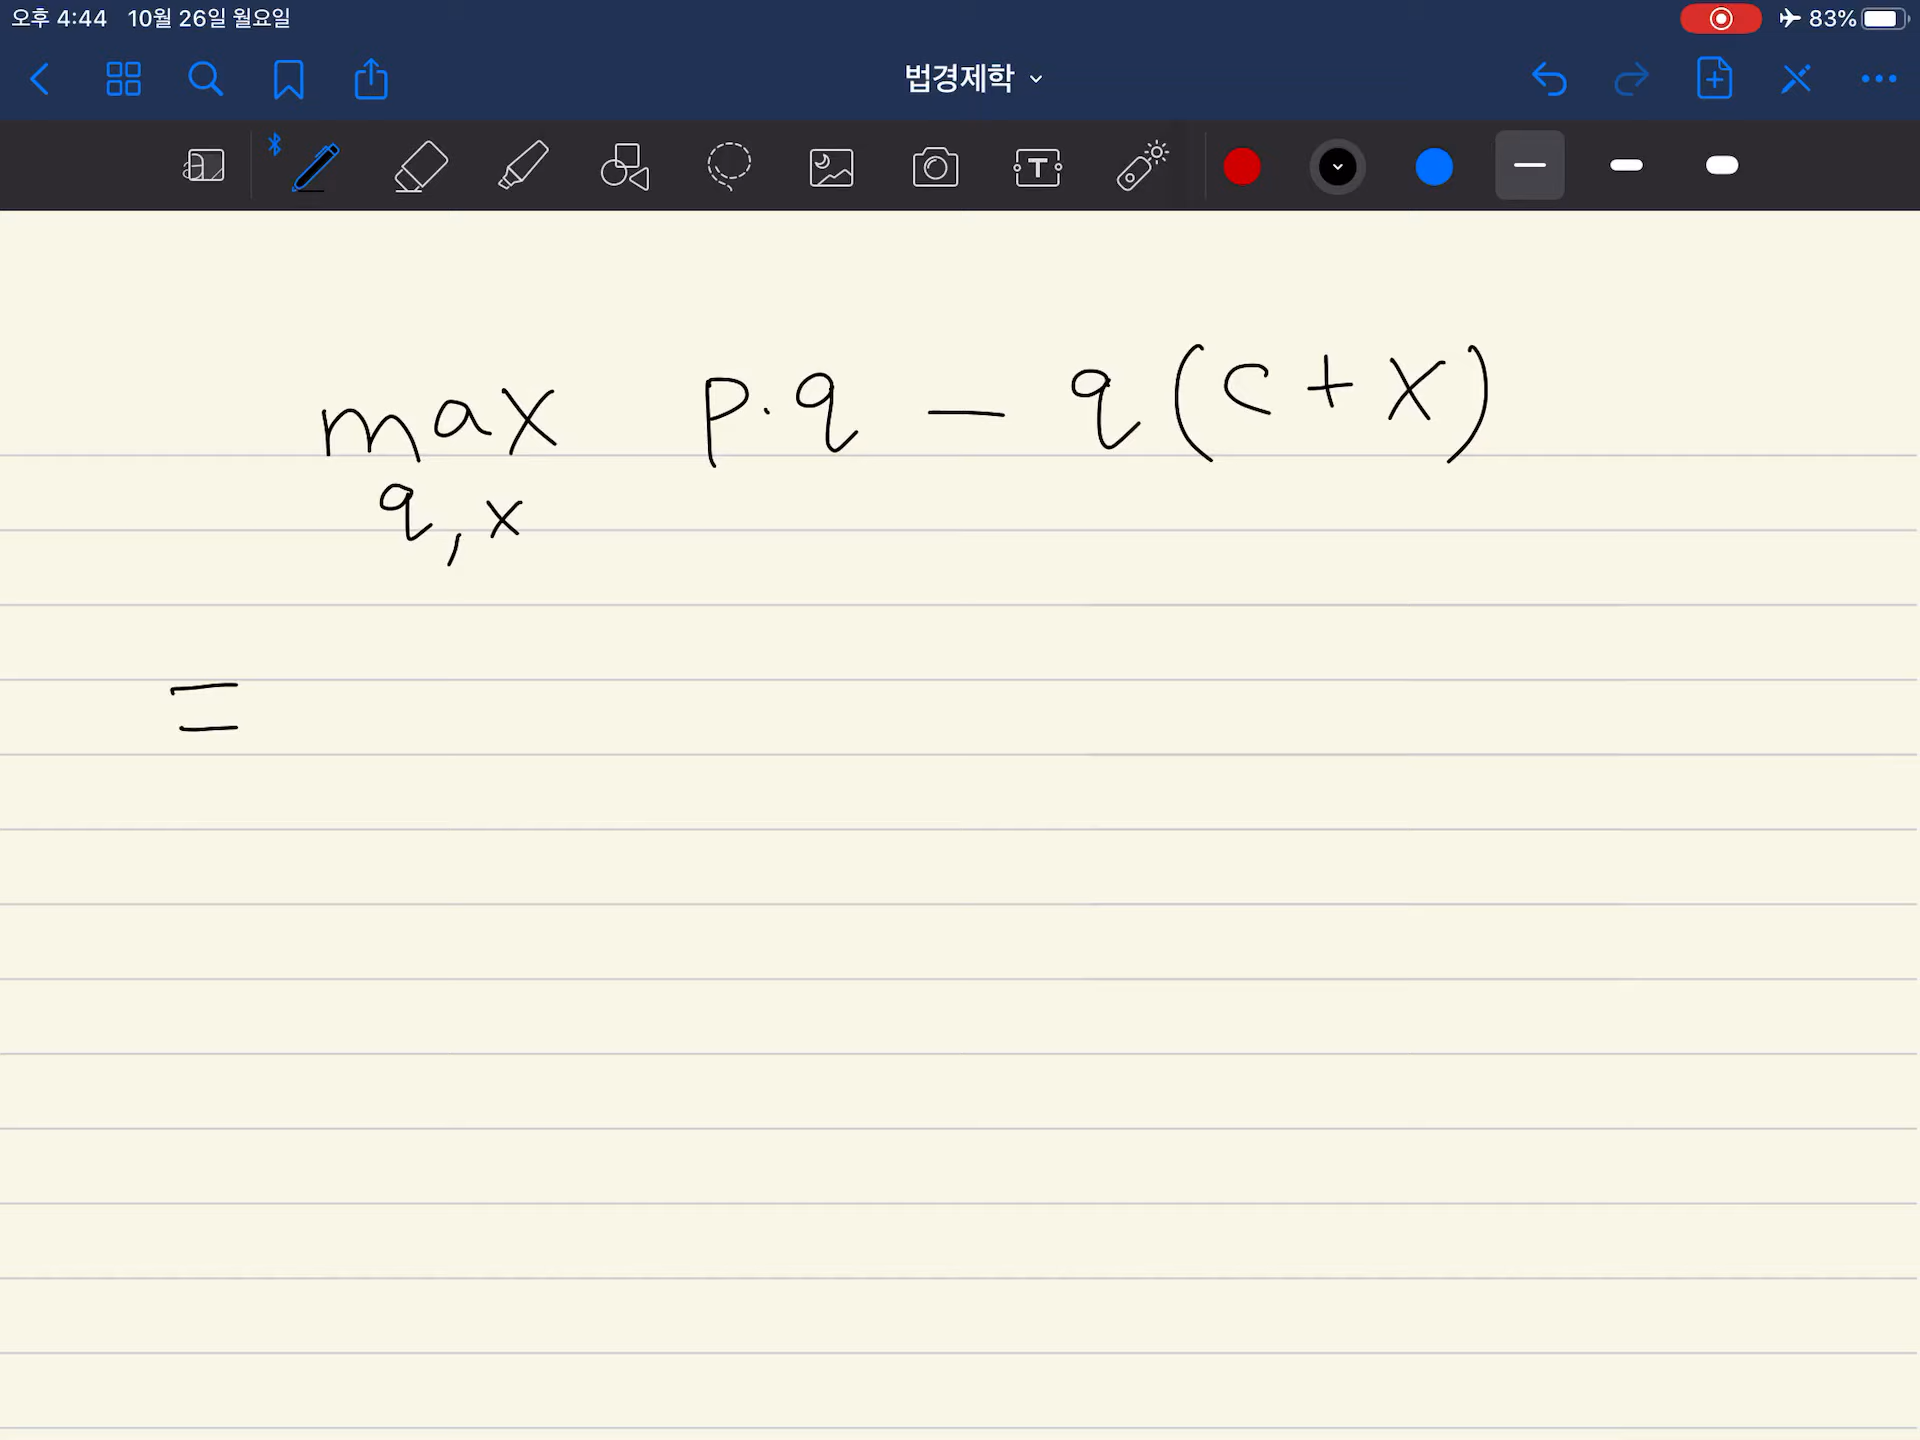 오후 4:44 10월 26일 월요일 83%
법경제학
T
max p·q — q(c+x)
q, x
=